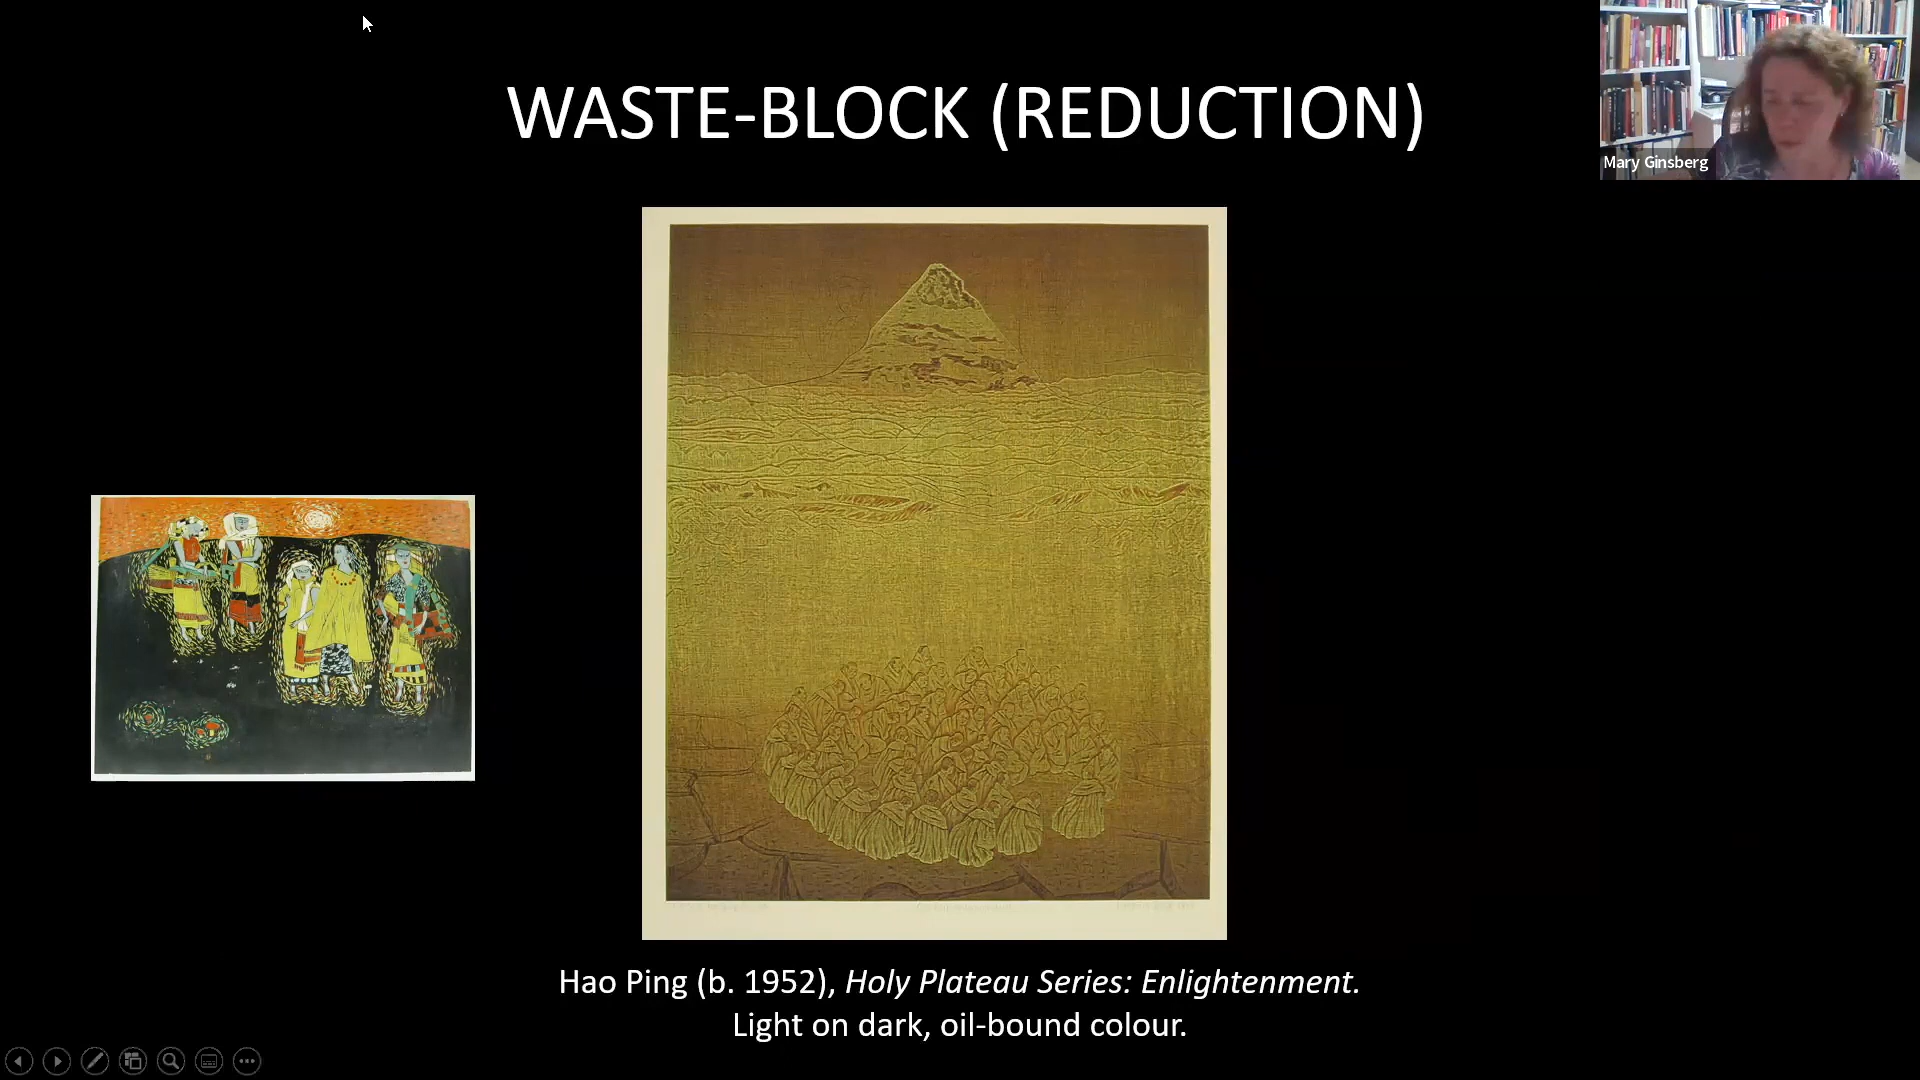 WASTE-BLOCK (REDUCTION)
Mary Ginsberg
Hao Ping (b. 1952), Holy Plateau Series: Enlightenment.
Light on dark, oil-bound colour.